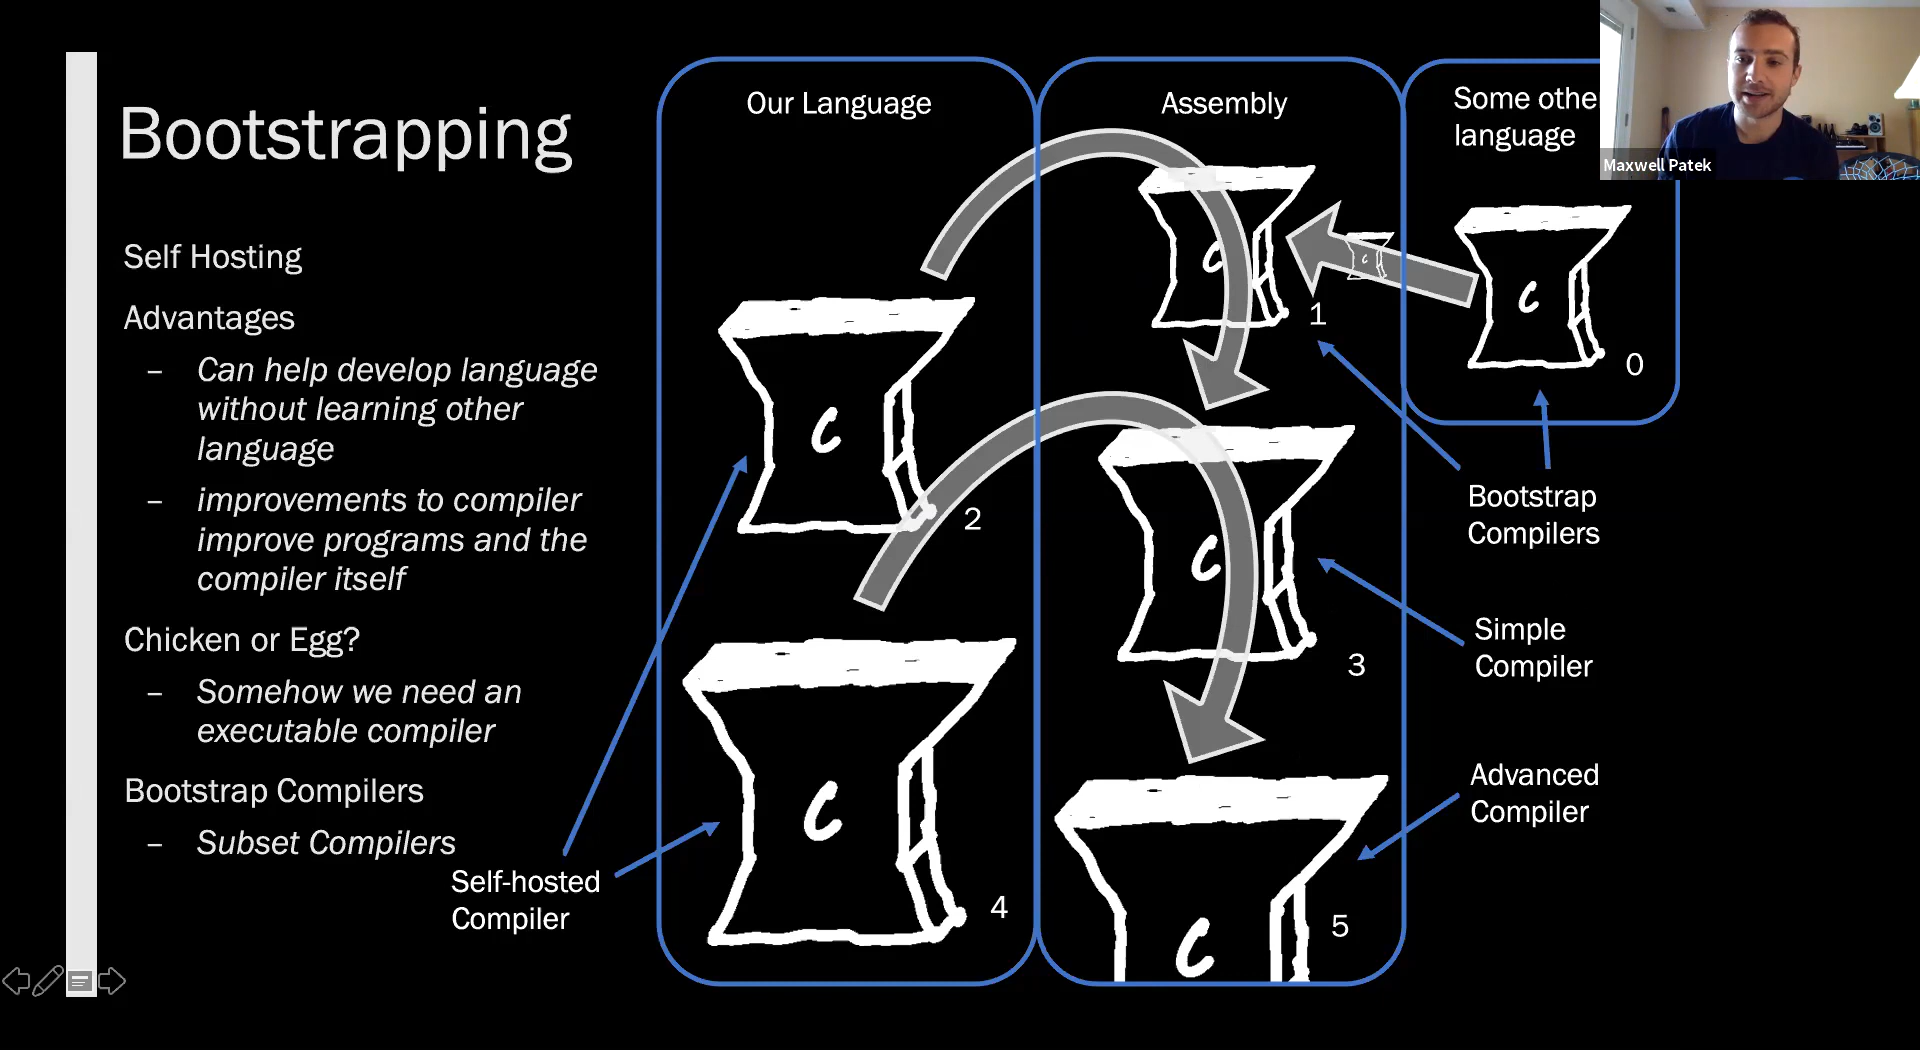 Bootstrapping
Self Hosting
Advantages
– Can help develop language
without learning other
language
– improvements to compiler
improve programs and the
compiler itself
Chicken or Egg?
– Somehow we need an
executable compiler
Bootstrap Compilers
– Subset Compilers
Self-hosted
Compiler
Our Language
C
2
C
4
Assembly
C
1
C
3
C
5
C
Some othe
language
C
0
Bootstrap
Compilers
Simple
Compiler
Advanced
Compiler
Maxwell Patek